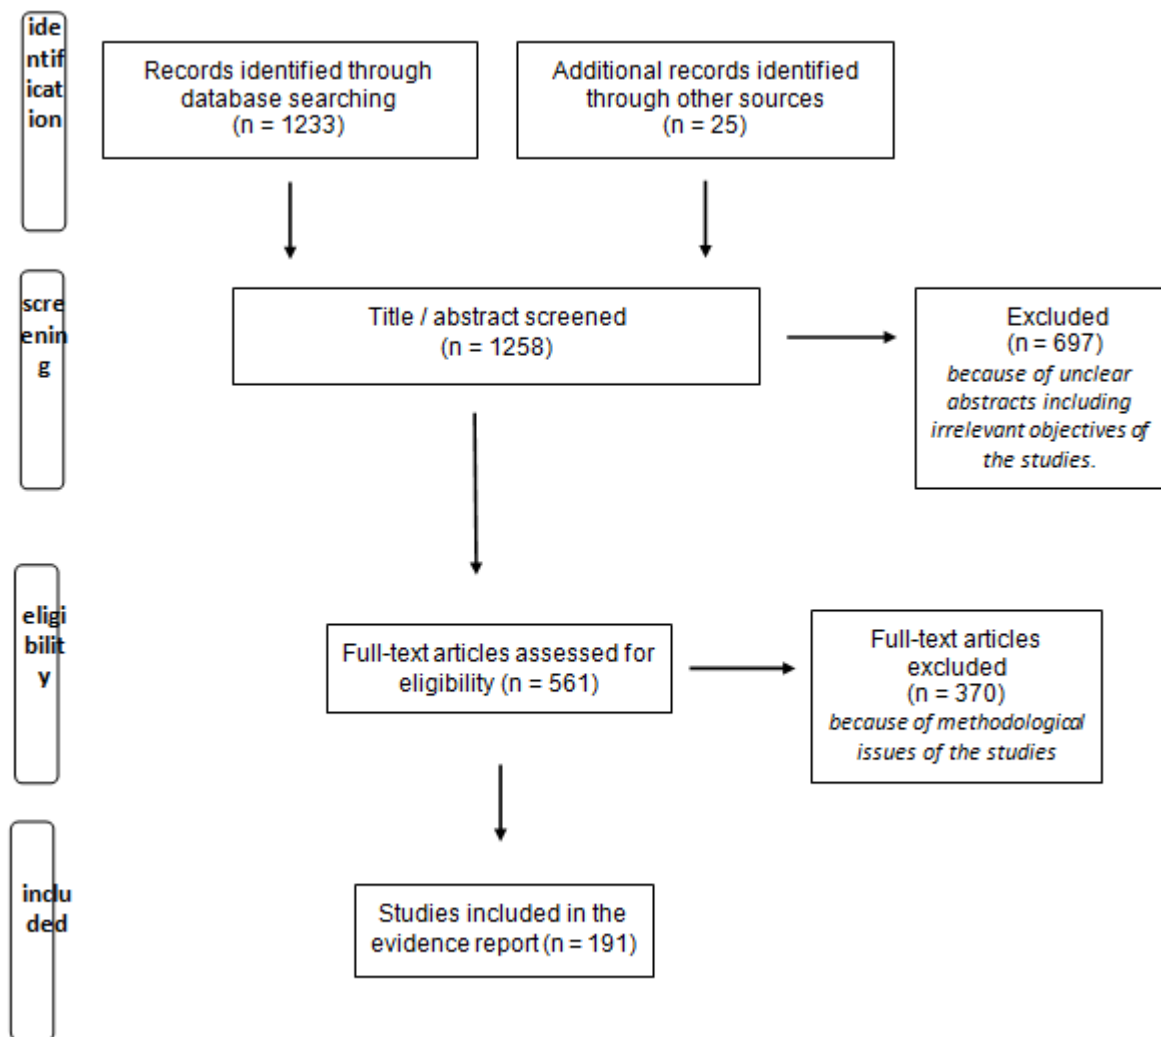 ide
ntif
icat
ion
Records identified through
database searching
(n = 1233)
Additional records identified
through other sources
(n = 25)
scre
enin
g
Title / abstract screened
(n = 1258)
Excluded
(n = 697)
because of unclear
abstracts including
irrelevant objectives of
the studies.
eligi
bilit
y
Full-text articles assessed for
eligibility (n = 561)
Full-text articles
excluded
(n = 370)
because of methodological
issues of the studies
inclu
ded
Studies included in the
evidence report (n = 191)